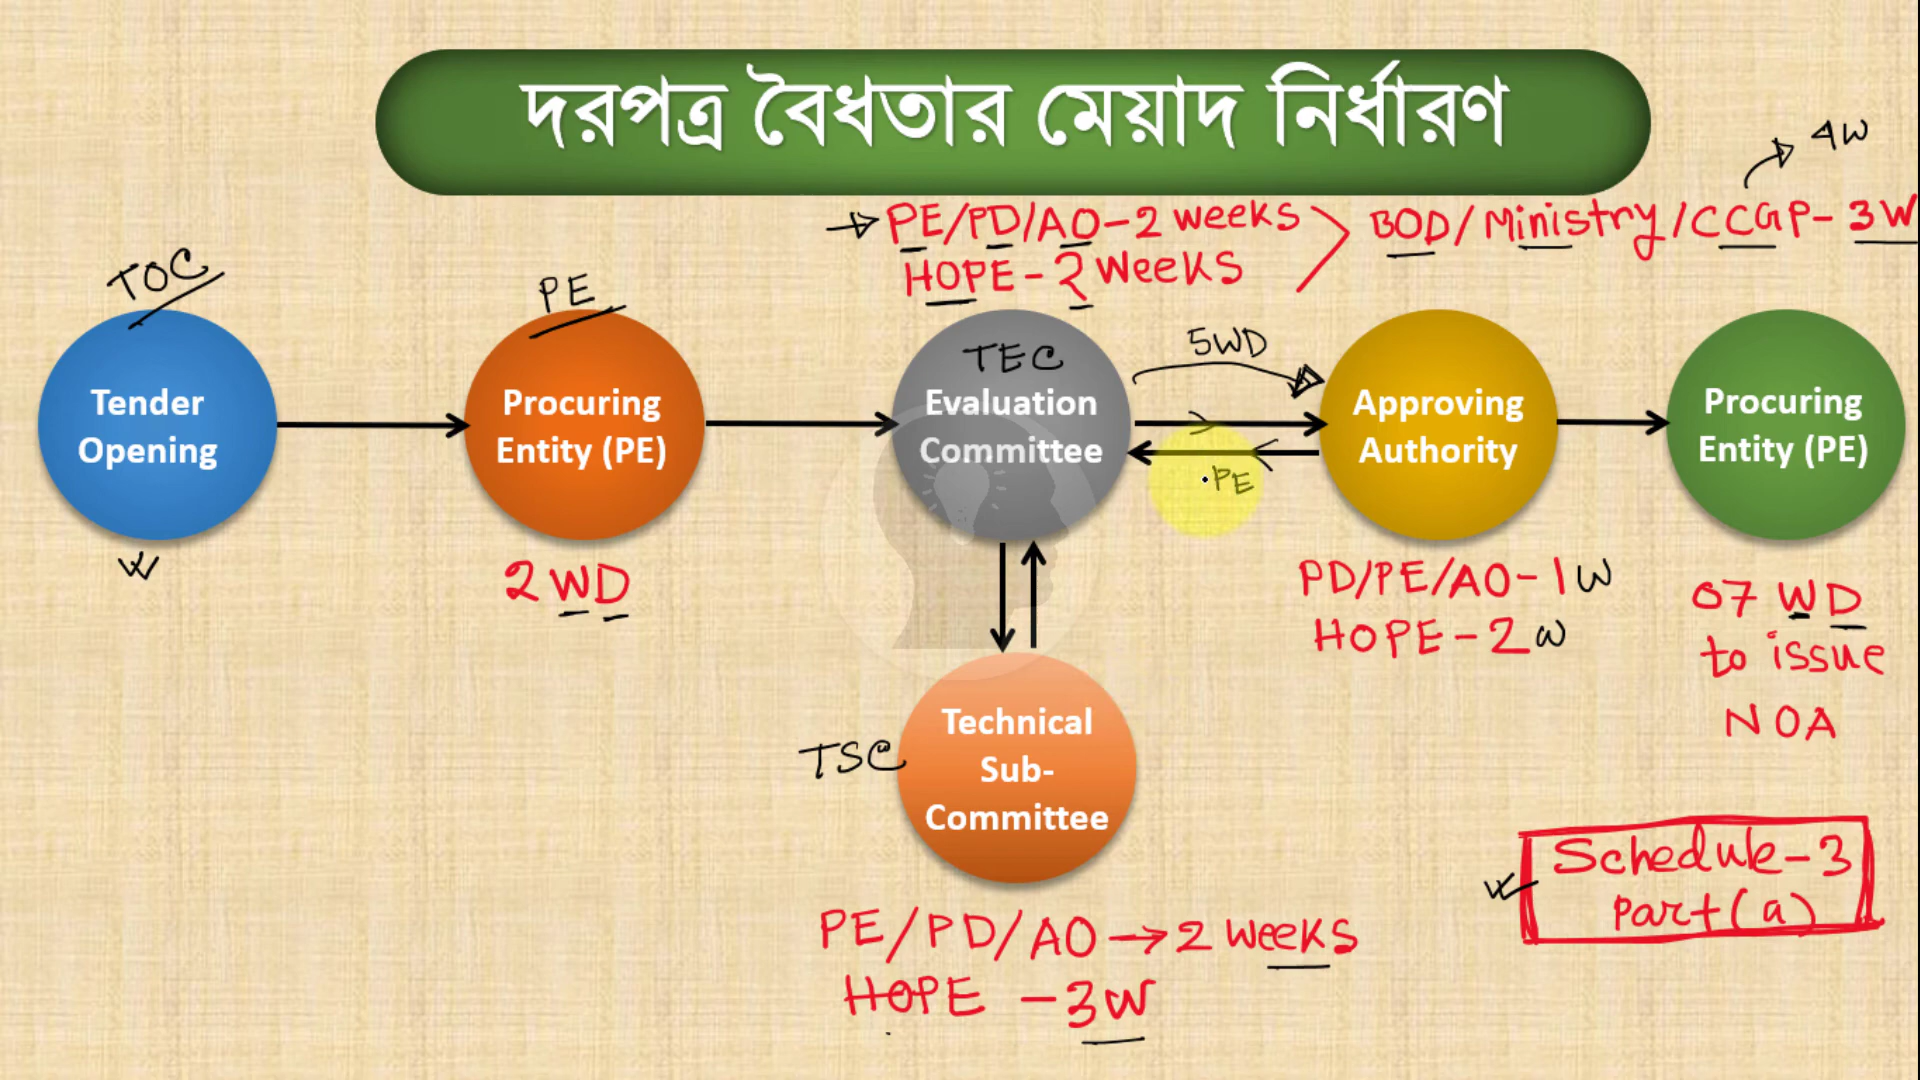 দরপত্র বৈধতার মেয়াদ নির্ধারণ
4W
PE/PD/AO-2 weeks
HOPE-2 weeks
BOD/Ministry/CCGP-3W
TOC
PE
TEC
5WD
Tender
Opening
Procuring
Entity (PE)
2 WD
Evaluation
Committee
PE
Approving
Authority
PD/PE/AO-1W
HOPE-2W
Procuring
Entity (PE)
07 WD
to issue
NOA
TSC
Technical
Sub-
Committee
PE/PD/AO→2 weeks
HOPE -3W
Schedule-3
Part(a)